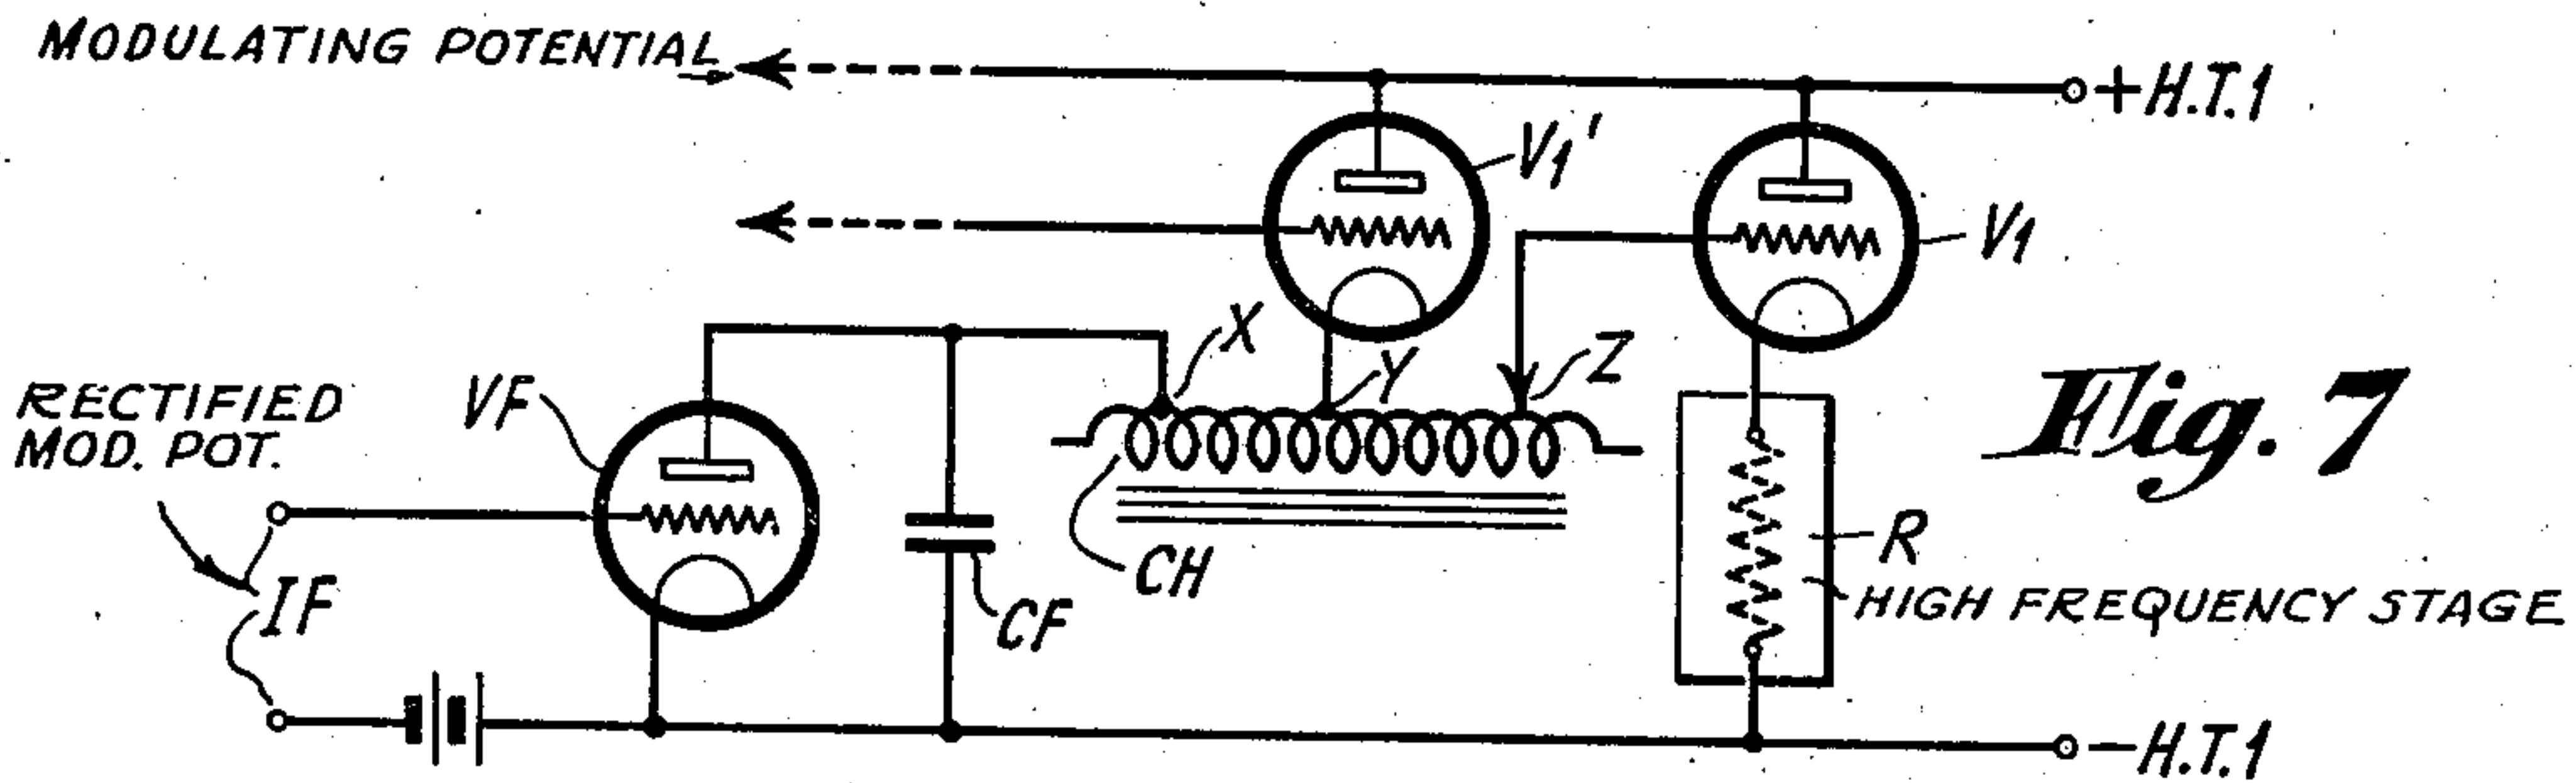 MODULATING POTENTIAL
+H.T.1
V1'
V1
X
Y
Z
VF
RECTIFIED
MOD. POT.
Fig. 7
CH
R
IF
CF
HIGH FREQUENCY STAGE
-H.T.1